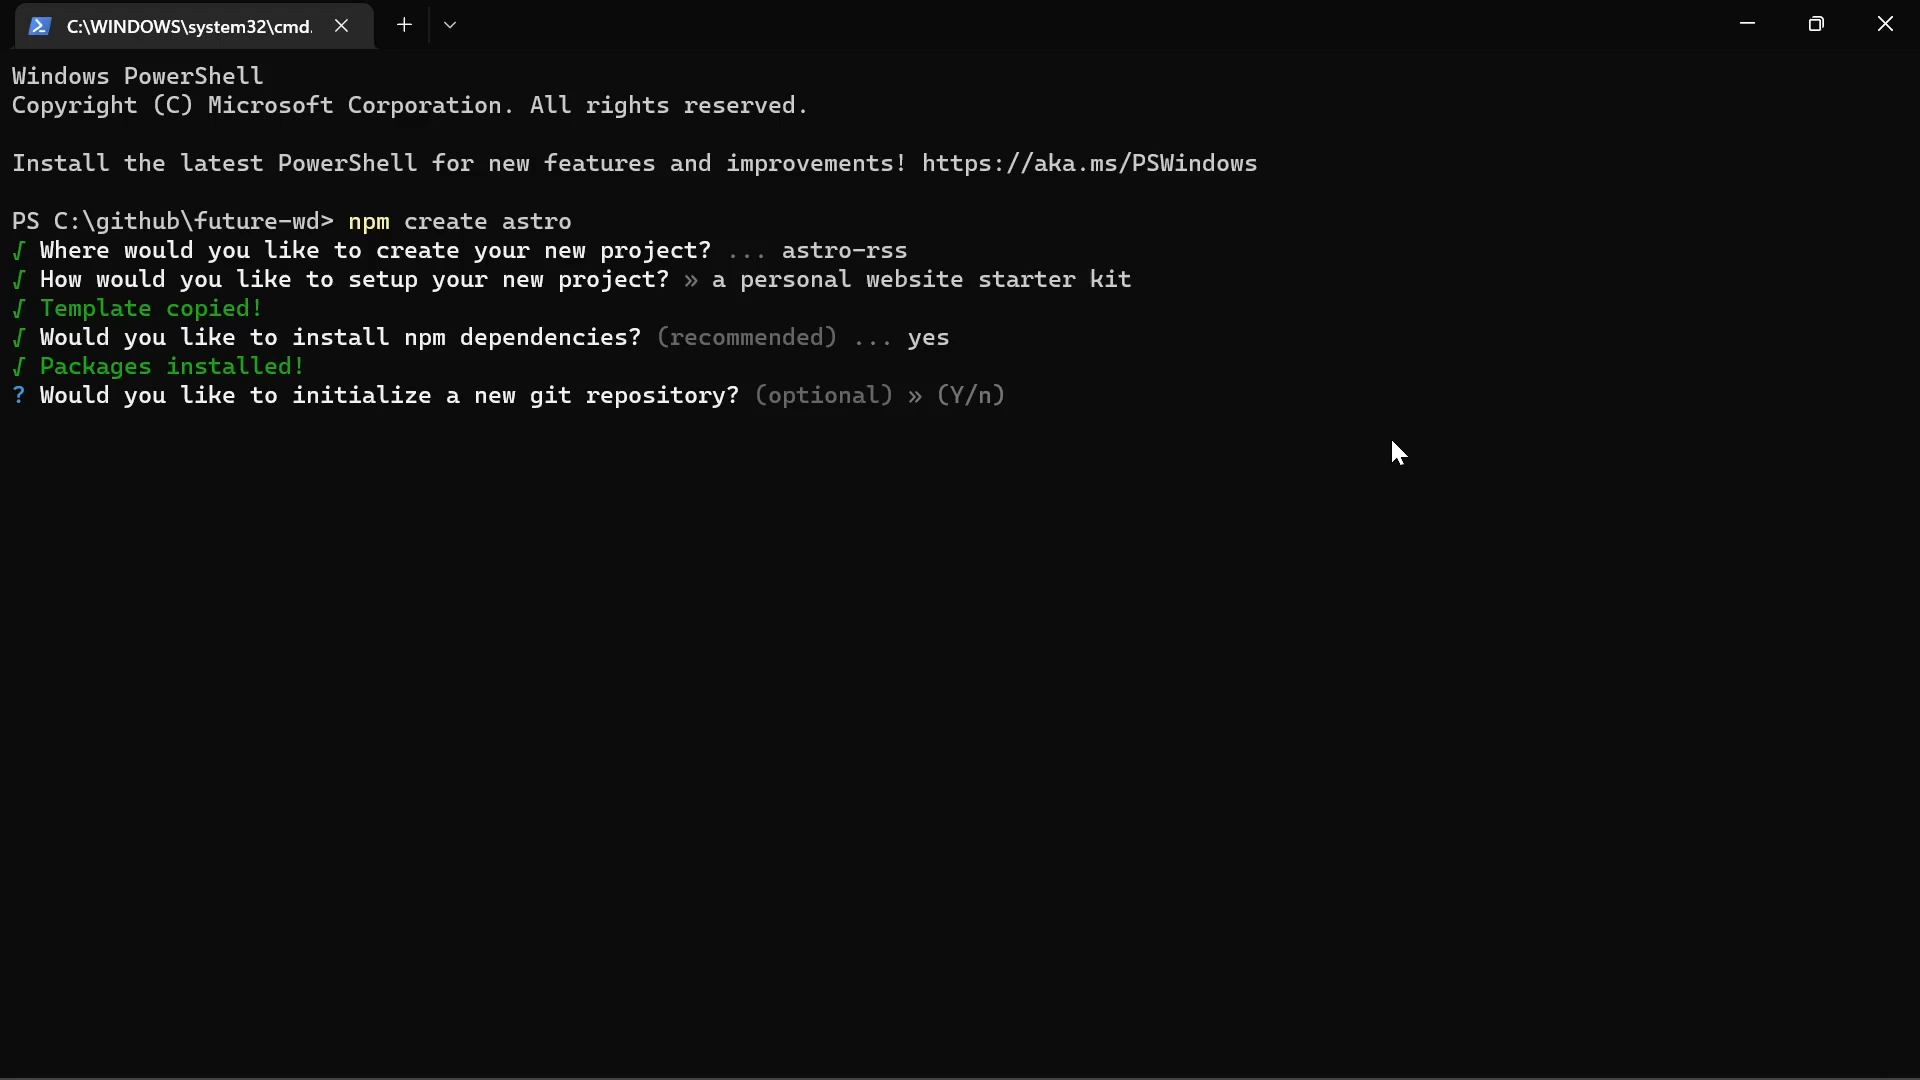 C:\WINDOWS\system32\cmd.
Windows PowerShell
Copyright (C) Microsoft Corporation. All rights reserved.
Install the latest PowerShell for new features and improvements! https://aka.ms/PSWindows
PS C:\github\future-wd> npm create astro
√ Where would you like to create your new project? ... astro-rss
√ How would you like to setup your new project? » a personal website starter kit
√ Template copied!
√ Would you like to install npm dependencies? (recommended) ... yes
√ Packages installed!
? Would you like to initialize a new git repository? (optional) » (Y/n)